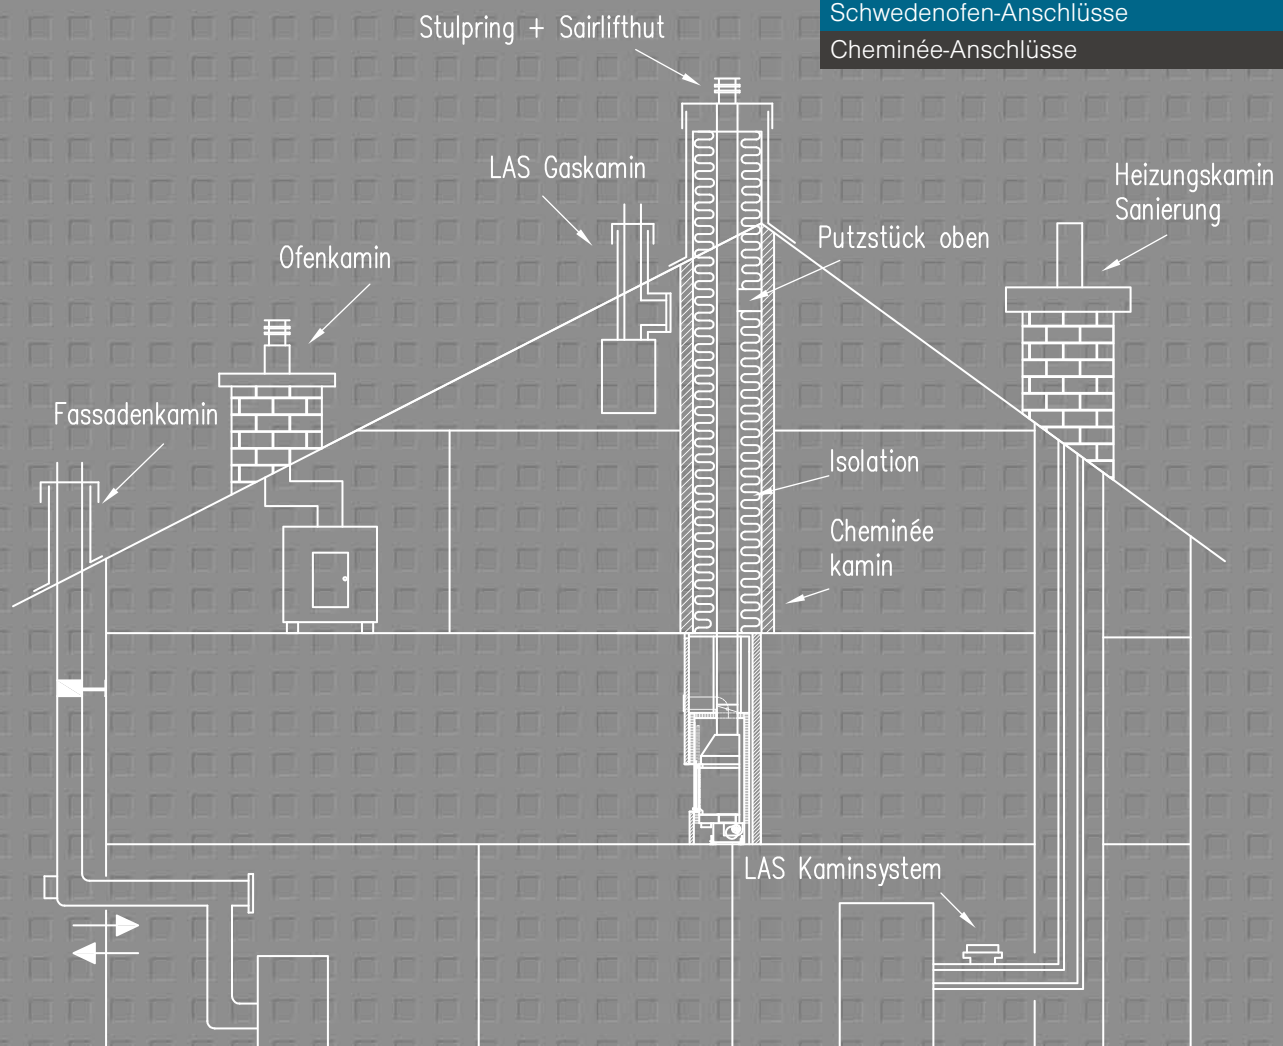 Schwedenofen-Anschlüsse
Cheminée-Anschlüsse
Stulpring + Sairlifthut
LAS Gaskamin
Heizungskamin
Sanierung
Putzstück oben
Ofenkamin
Fassadenkamin
Isolation
Cheminée
kamin
LAS Kaminsystem